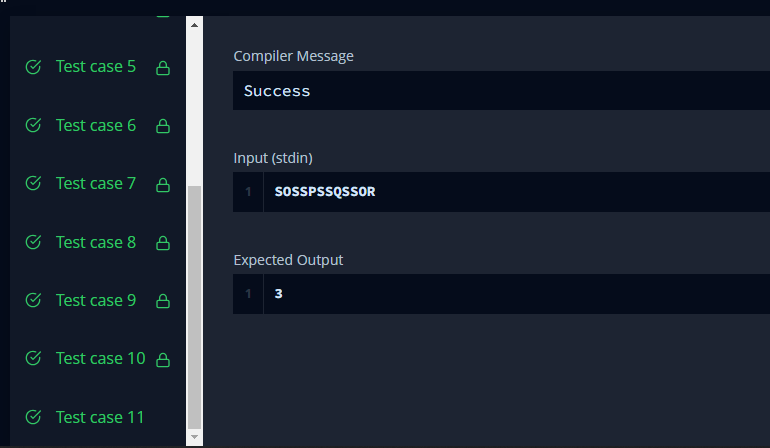 Test case 5
Test case 6
Test case 7
Test case 8
Test case 9
Test case 10
Test case 11
Compiler Message
Success
Input (stdin)
1 SOSSPSSQSSOR
Expected Output
1 3